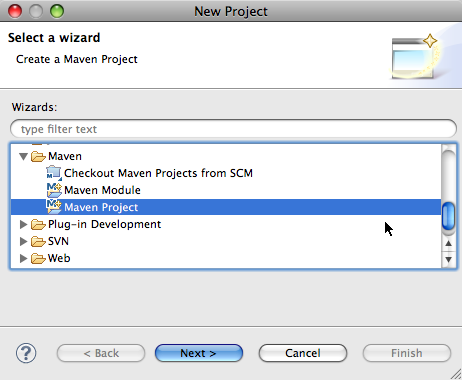 New Project
Select a wizard
Create a Maven Project
Wizards:
type filter text
Maven
Checkout Maven Projects from SCM
Maven Module
Maven Project
Plug-in Development
SVN
Web
?
< Back
Next >
Cancel
Finish